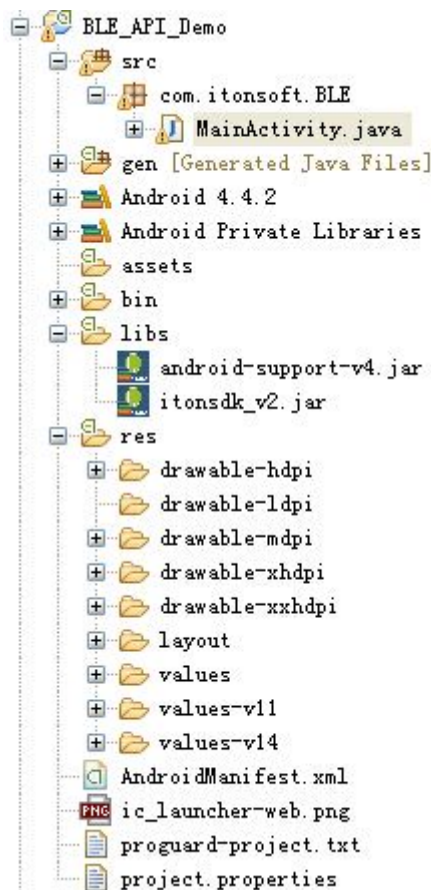 BLE_API_Demo
src
com.itonsoft.BLE
MainActivity.java
gen [Generated Java Files]
Android 4.4.2
Android Private Libraries
assets
bin
libs
android-support-v4.jar
itonsdk_v2.jar
res
drawable-hdpi
drawable-ldpi
drawable-mdpi
drawable-xhdpi
drawable-xxhdpi
layout
values
values-v11
values-v14
AndroidManifest.xml
ic_launcher-web.png
proguard-project.txt
project.properties